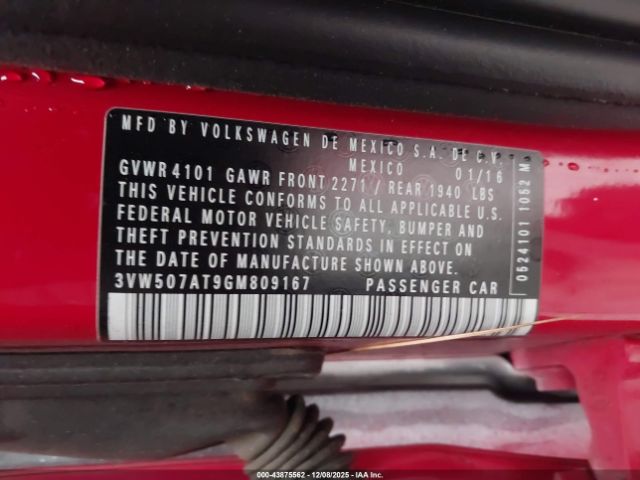 MFD BY VOLKSWAGEN DE MEXICO S.A. DE C.V.
MEXICO 01/16
GVWR 4101 GAWR FRONT 2271 / REAR 1940 LBS
THIS VEHICLE CONFORMS TO ALL APPLICABLE U.S.
FEDERAL MOTOR VEHICLE SAFETY, BUMPER AND
THEFT PREVENTION STANDARDS IN EFFECT ON
THE DATE OF MANUFACTURE SHOWN ABOVE.
3VW507AT9GM809167 PASSENGER CAR
0524101 1052 M
000-43875562 | 12/08/2025 - IAA Inc.